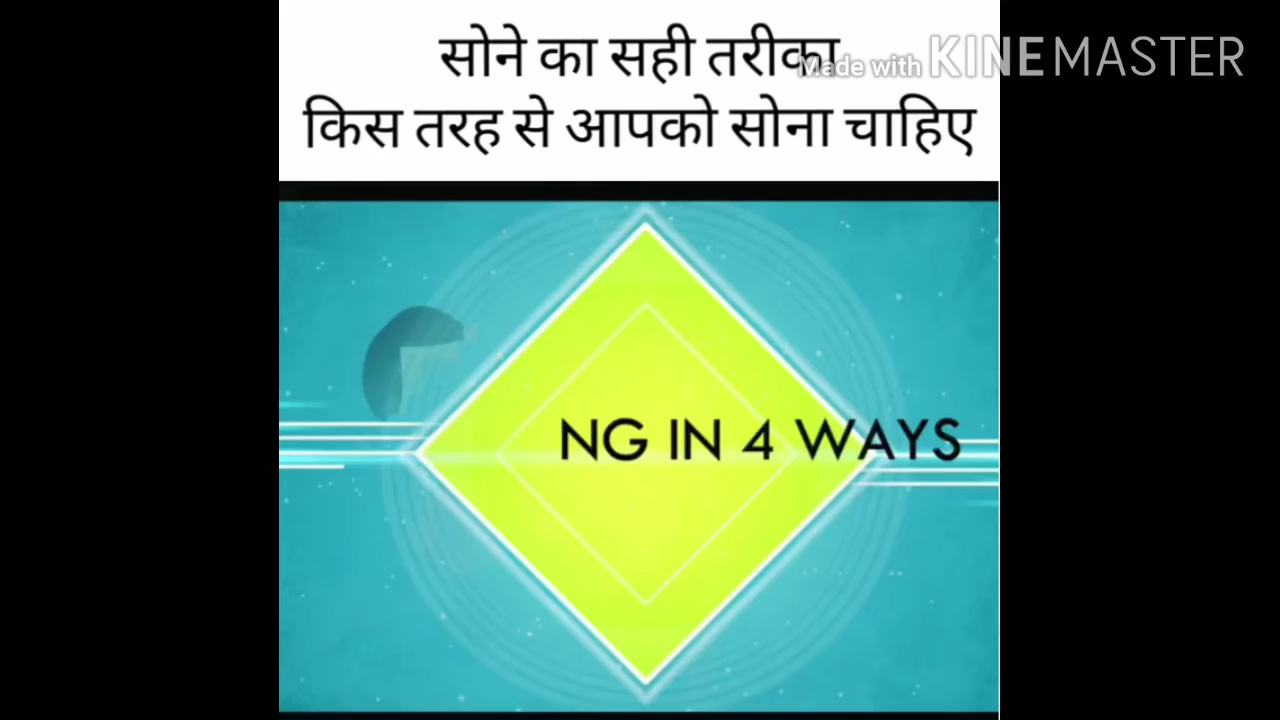 सोने का सही तरीका
Made with KINEMASTER
किस तरह से आपको सोना चाहिए
NG IN 4 WAYS